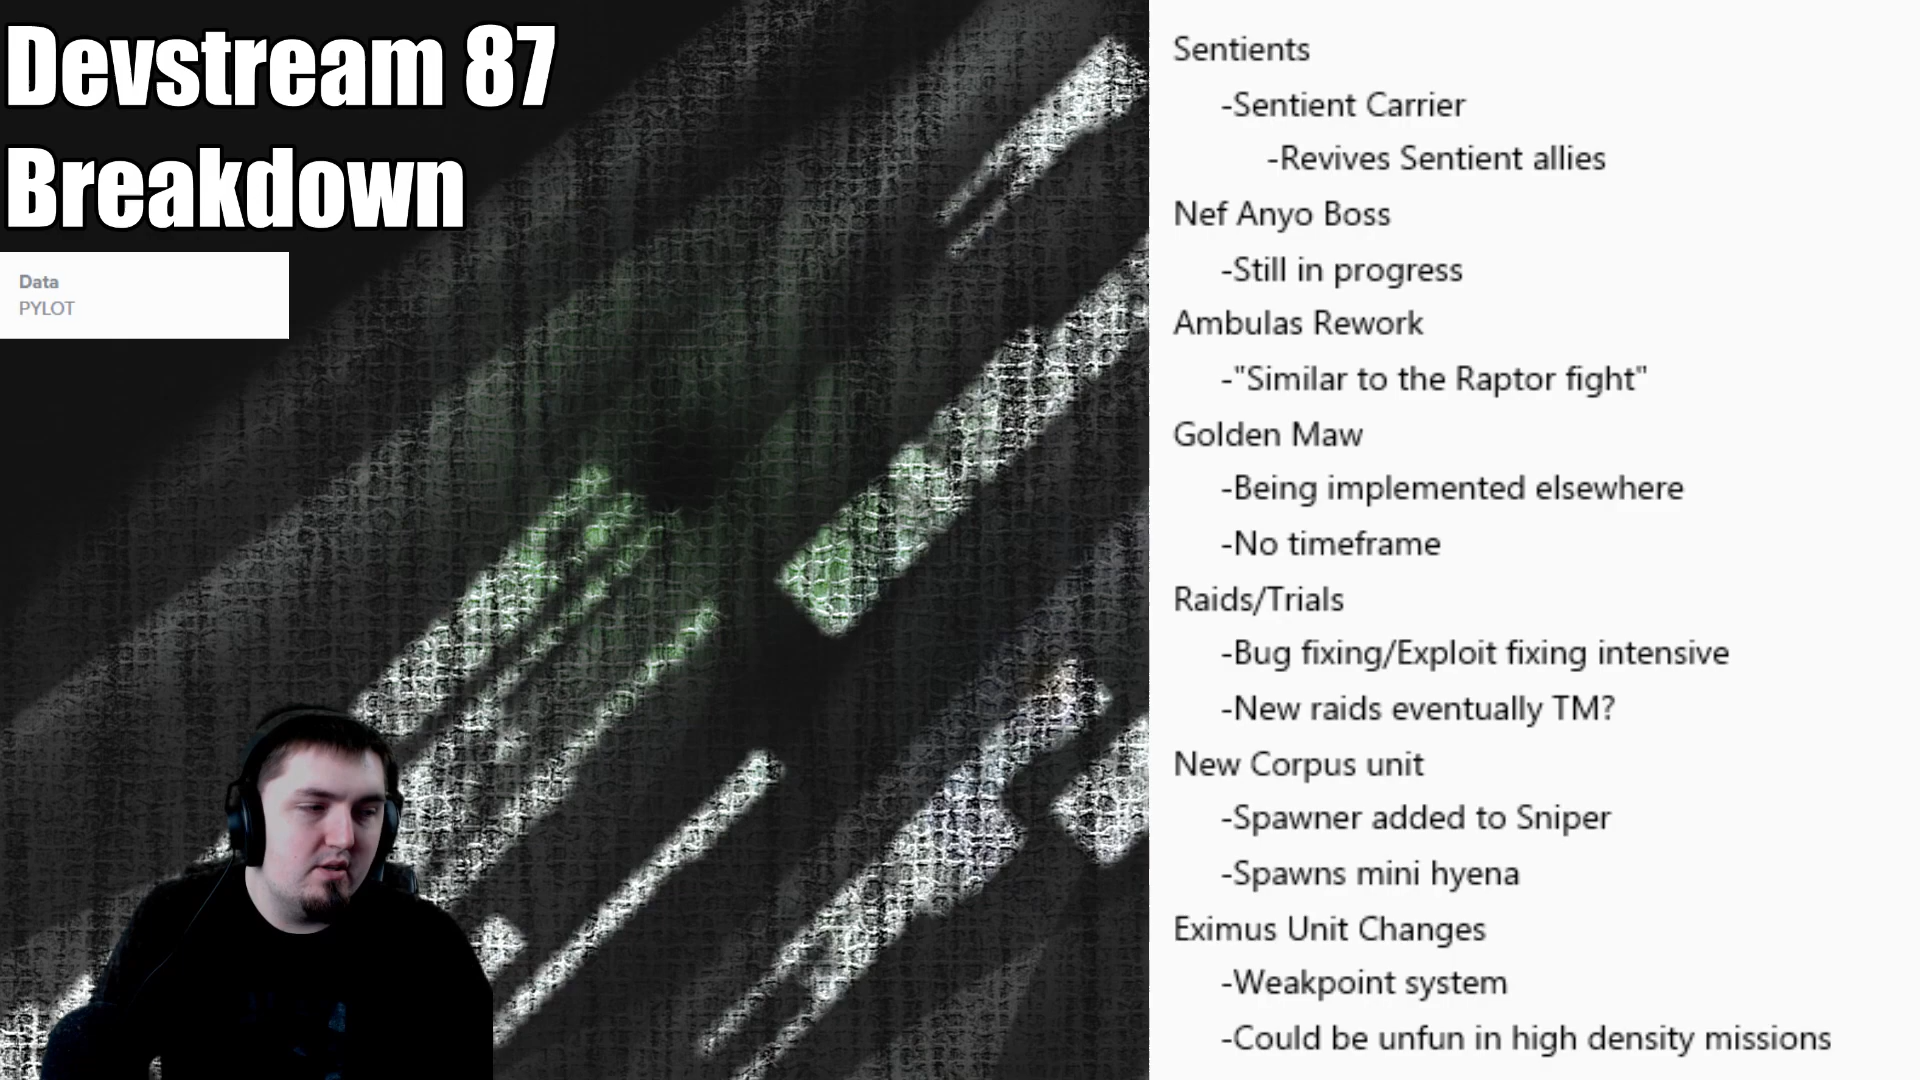 Devstream 87
Breakdown
Data
PYLOT
Sentients
-Sentient Carrier
-Revives Sentient allies
Nef Anyo Boss
-Still in progress
Ambulas Rework
-"Similar to the Raptor fight"
Golden Maw
-Being implemented elsewhere
-No timeframe
Raids/Trials
-Bug fixing/Exploit fixing intensive
-New raids eventually TM?
New Corpus unit
-Spawner added to Sniper
-Spawns mini hyena
Eximus Unit Changes
-Weakpoint system
-Could be unfun in high density missions